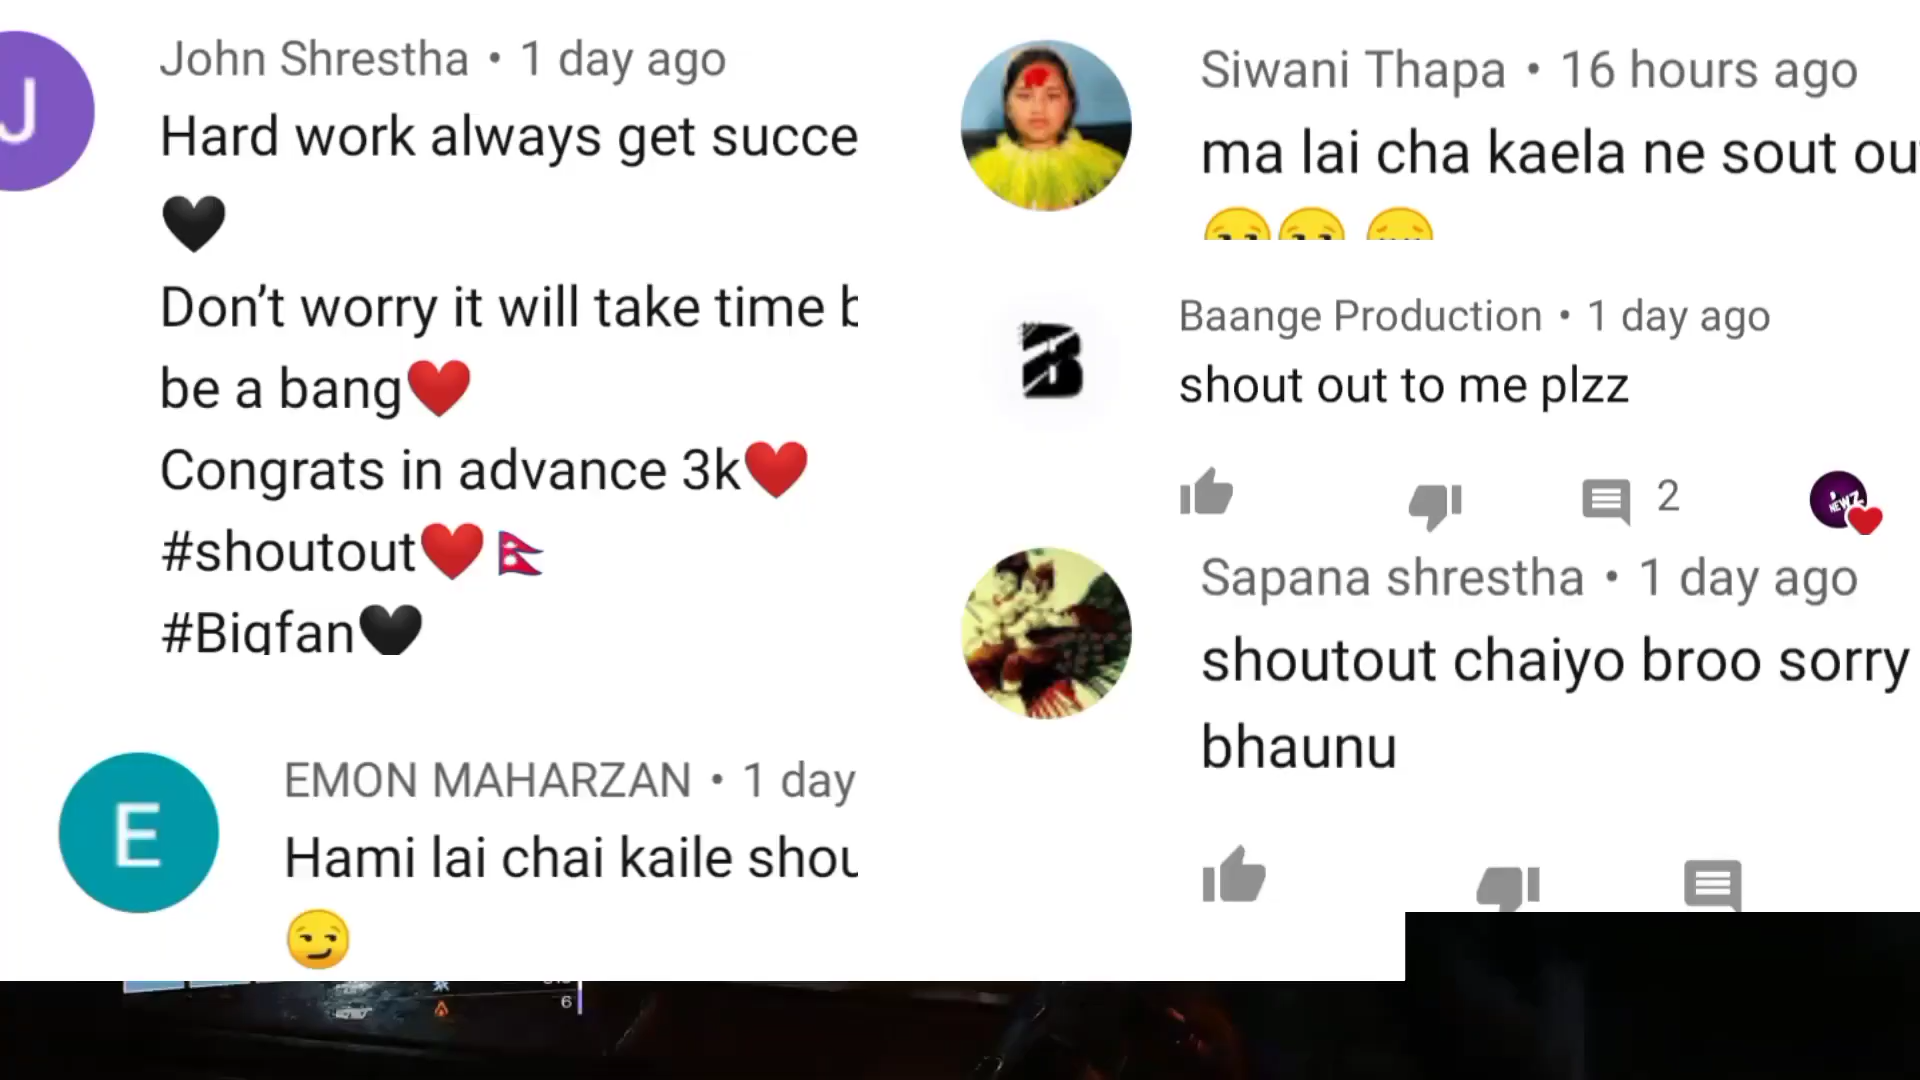 J
John Shrestha • 1 day ago
Hard work always get succe
🖤
Don't worry it will take time b
be a bang❤️
Congrats in advance 3k❤️
#shoutout❤️🇳🇵
#Bigfan🖤
E
EMON MAHARZAN • 1 day
Hami lai chai kaile shou
😏
Siwani Thapa • 16 hours ago
ma lai cha kaela ne sout ou
B
Baange Production • 1 day ago
shout out to me plzz
2
NEWZ
Sapana shrestha • 1 day ago
shoutout chaiyo broo sorry
bhaunu
6